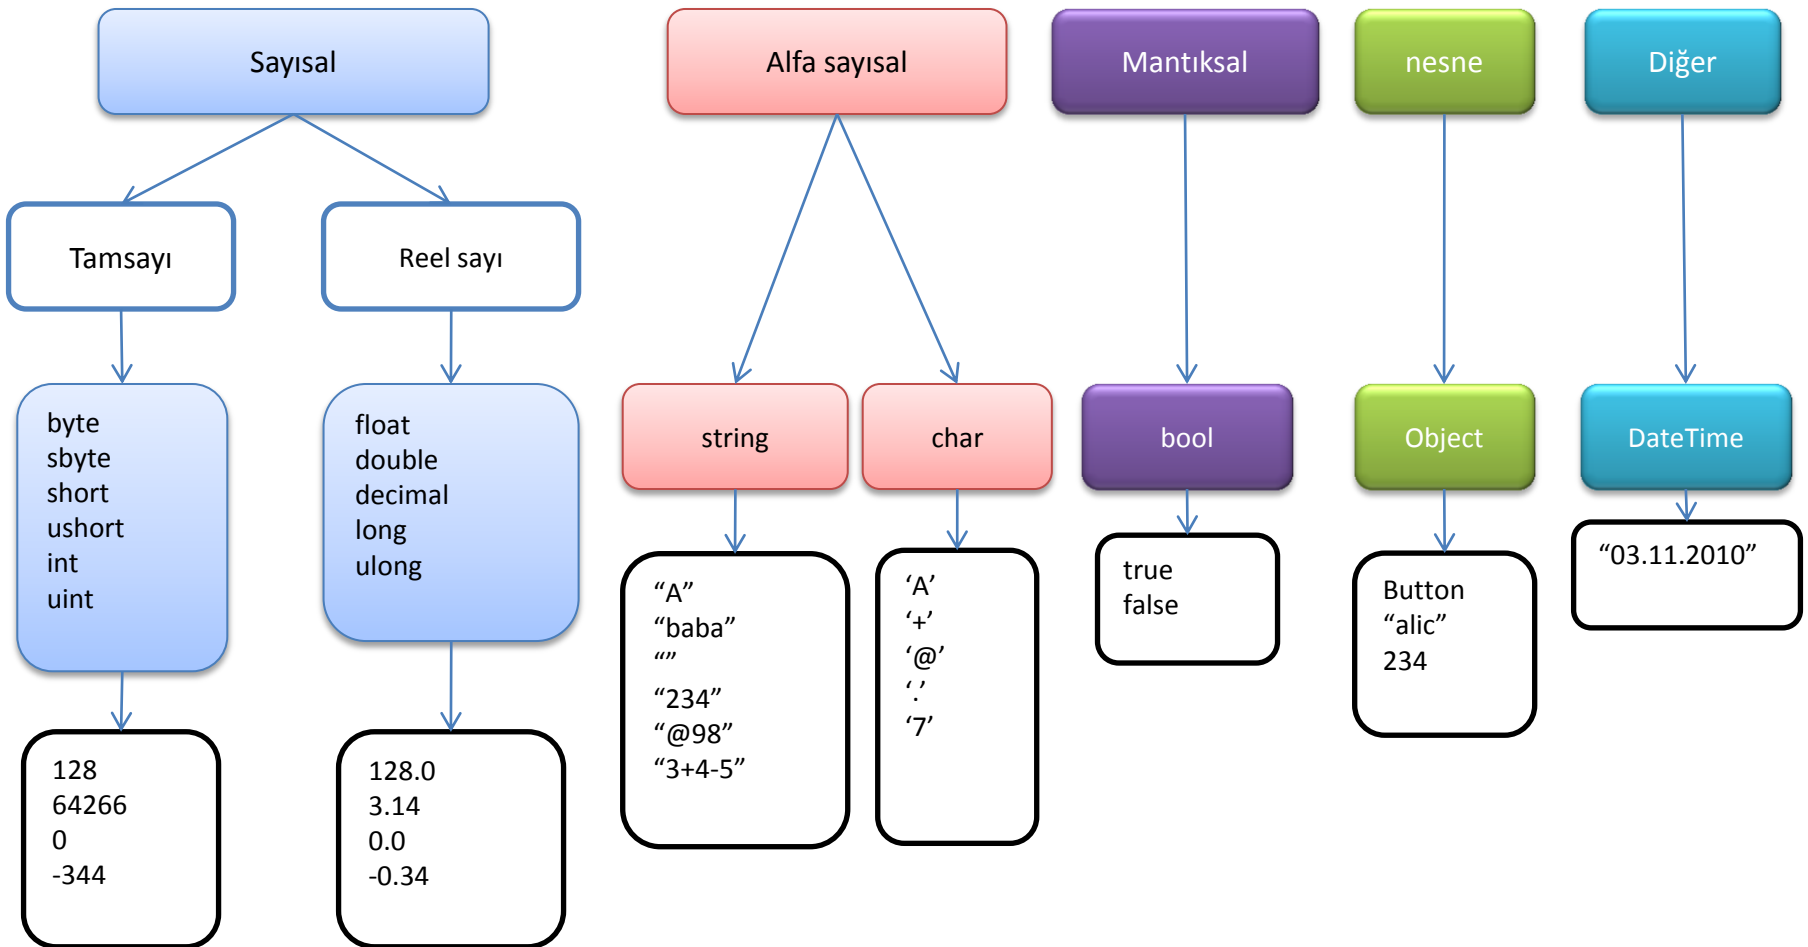 Sayısal
Alfa sayısal
Mantıksal
nesne
Diğer
Tamsayı
Reel sayı
byte
sbyte
short
ushort
int
uint
float
double
decimal
long
ulong
string
char
bool
Object
DateTime
128
64266
0
-344
128.0
3.14
0.0
-0.34
“A”
“baba”
“”
“234”
“@98”
“3+4-5”
‘A’
‘+’
‘@’
‘.’
‘7’
true
false
Button
“alic”
234
“03.11.2010”